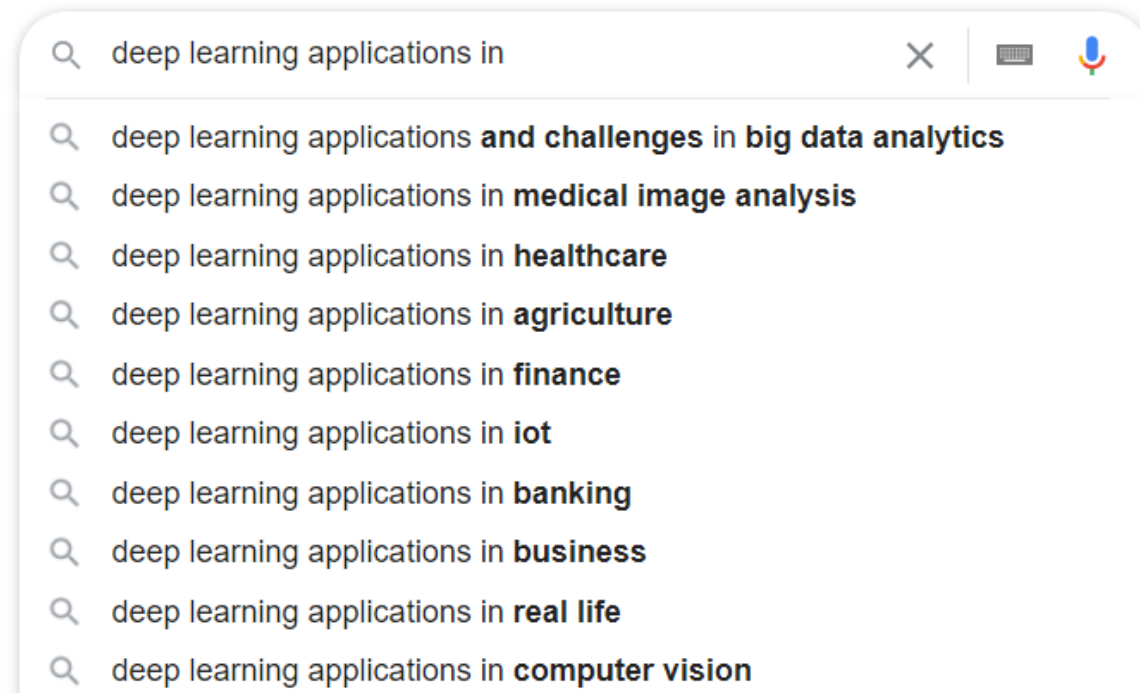 deep learning applications in
deep learning applications and challenges in big data analytics
deep learning applications in medical image analysis
deep learning applications in healthcare
deep learning applications in agriculture
deep learning applications in finance
deep learning applications in iot
deep learning applications in banking
deep learning applications in business
deep learning applications in real life
deep learning applications in computer vision